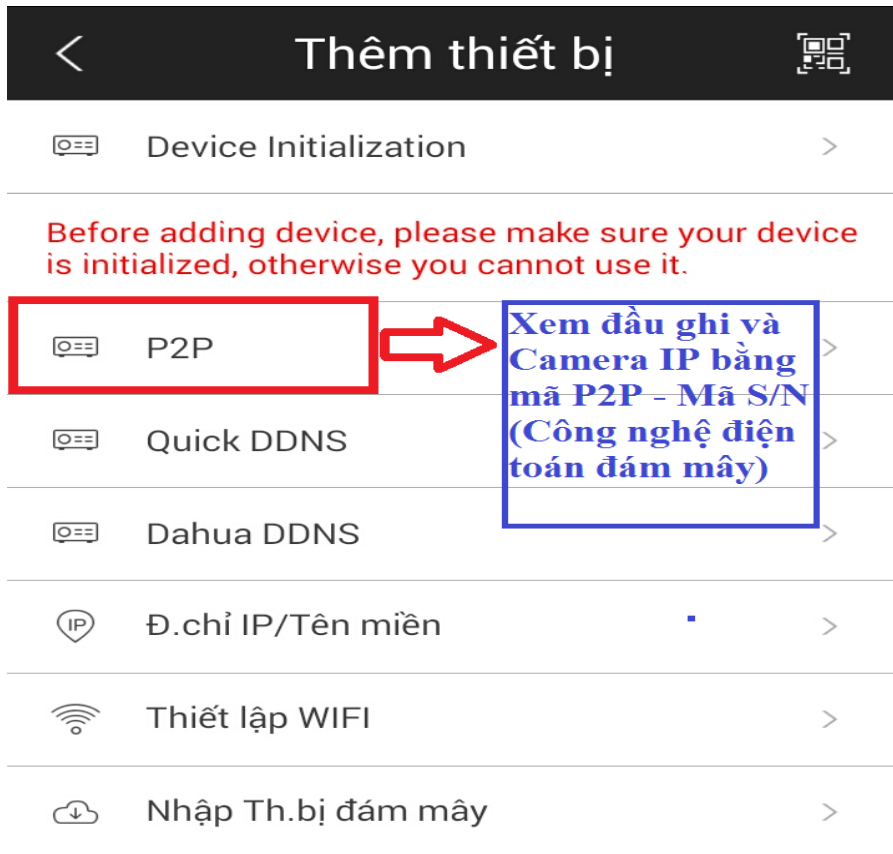 Thêm thiết bị
Device Initialization
Before adding device, please make sure your device
is initialized, otherwise you cannot use it.
P2P
Xem đầu ghi và
Camera IP bằng
mã P2P - Mã S/N
(Công nghệ điện
toán đám mây)
Quick DDNS
Dahua DDNS
Đ.chỉ IP/Tên miền
IP
Thiết lập WIFI
Nhập Th.bị đám mây